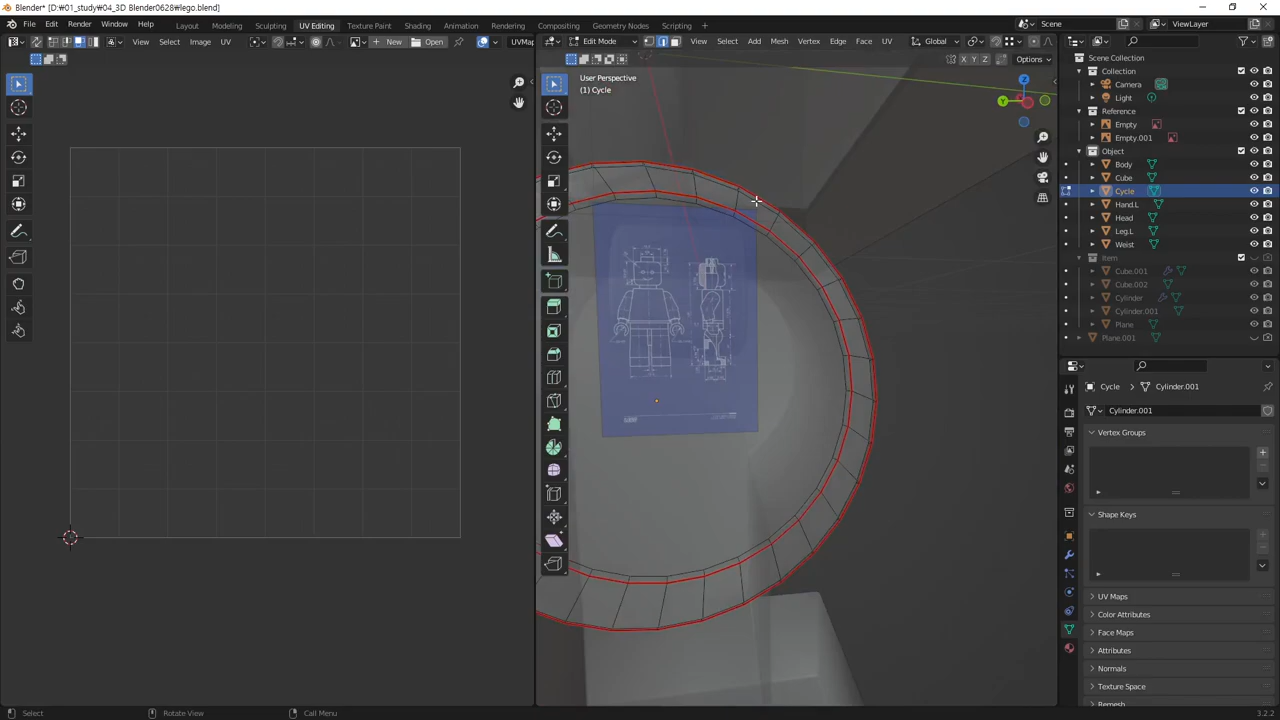 Blender* [D:₩01_study₩04_3D Blender0628₩lego.blend]
File Edit Render Window Help Layout Modeling Sculpting UV Editing Texture Paint Shading Animation Rendering Compositing Geometry Nodes Scripting Scene ViewLayer
View Select Image UV New Open UVMap Edit Mode View Select Add Mesh Vertex Edge Face UV Global
X Y Z Options
User Perspective
(1) Cycle
Z
Y
Scene Collection
Collection
Camera
Light
Reference
Empty
Empty.001
Object
Body
Cube
Cycle
Hand.L
Head
Leg.L
Weist
Item
Cube.001
Cube.002
Cylinder
Cylinder.001
Plane
Plane.001
Cycle Cylinder.001
Cylinder.001
Vertex Groups
Shape Keys
UV Maps
Color Attributes
Face Maps
Attributes
Normals
Texture Space
Remesh
Select Rotate View Call Menu 3.2.2